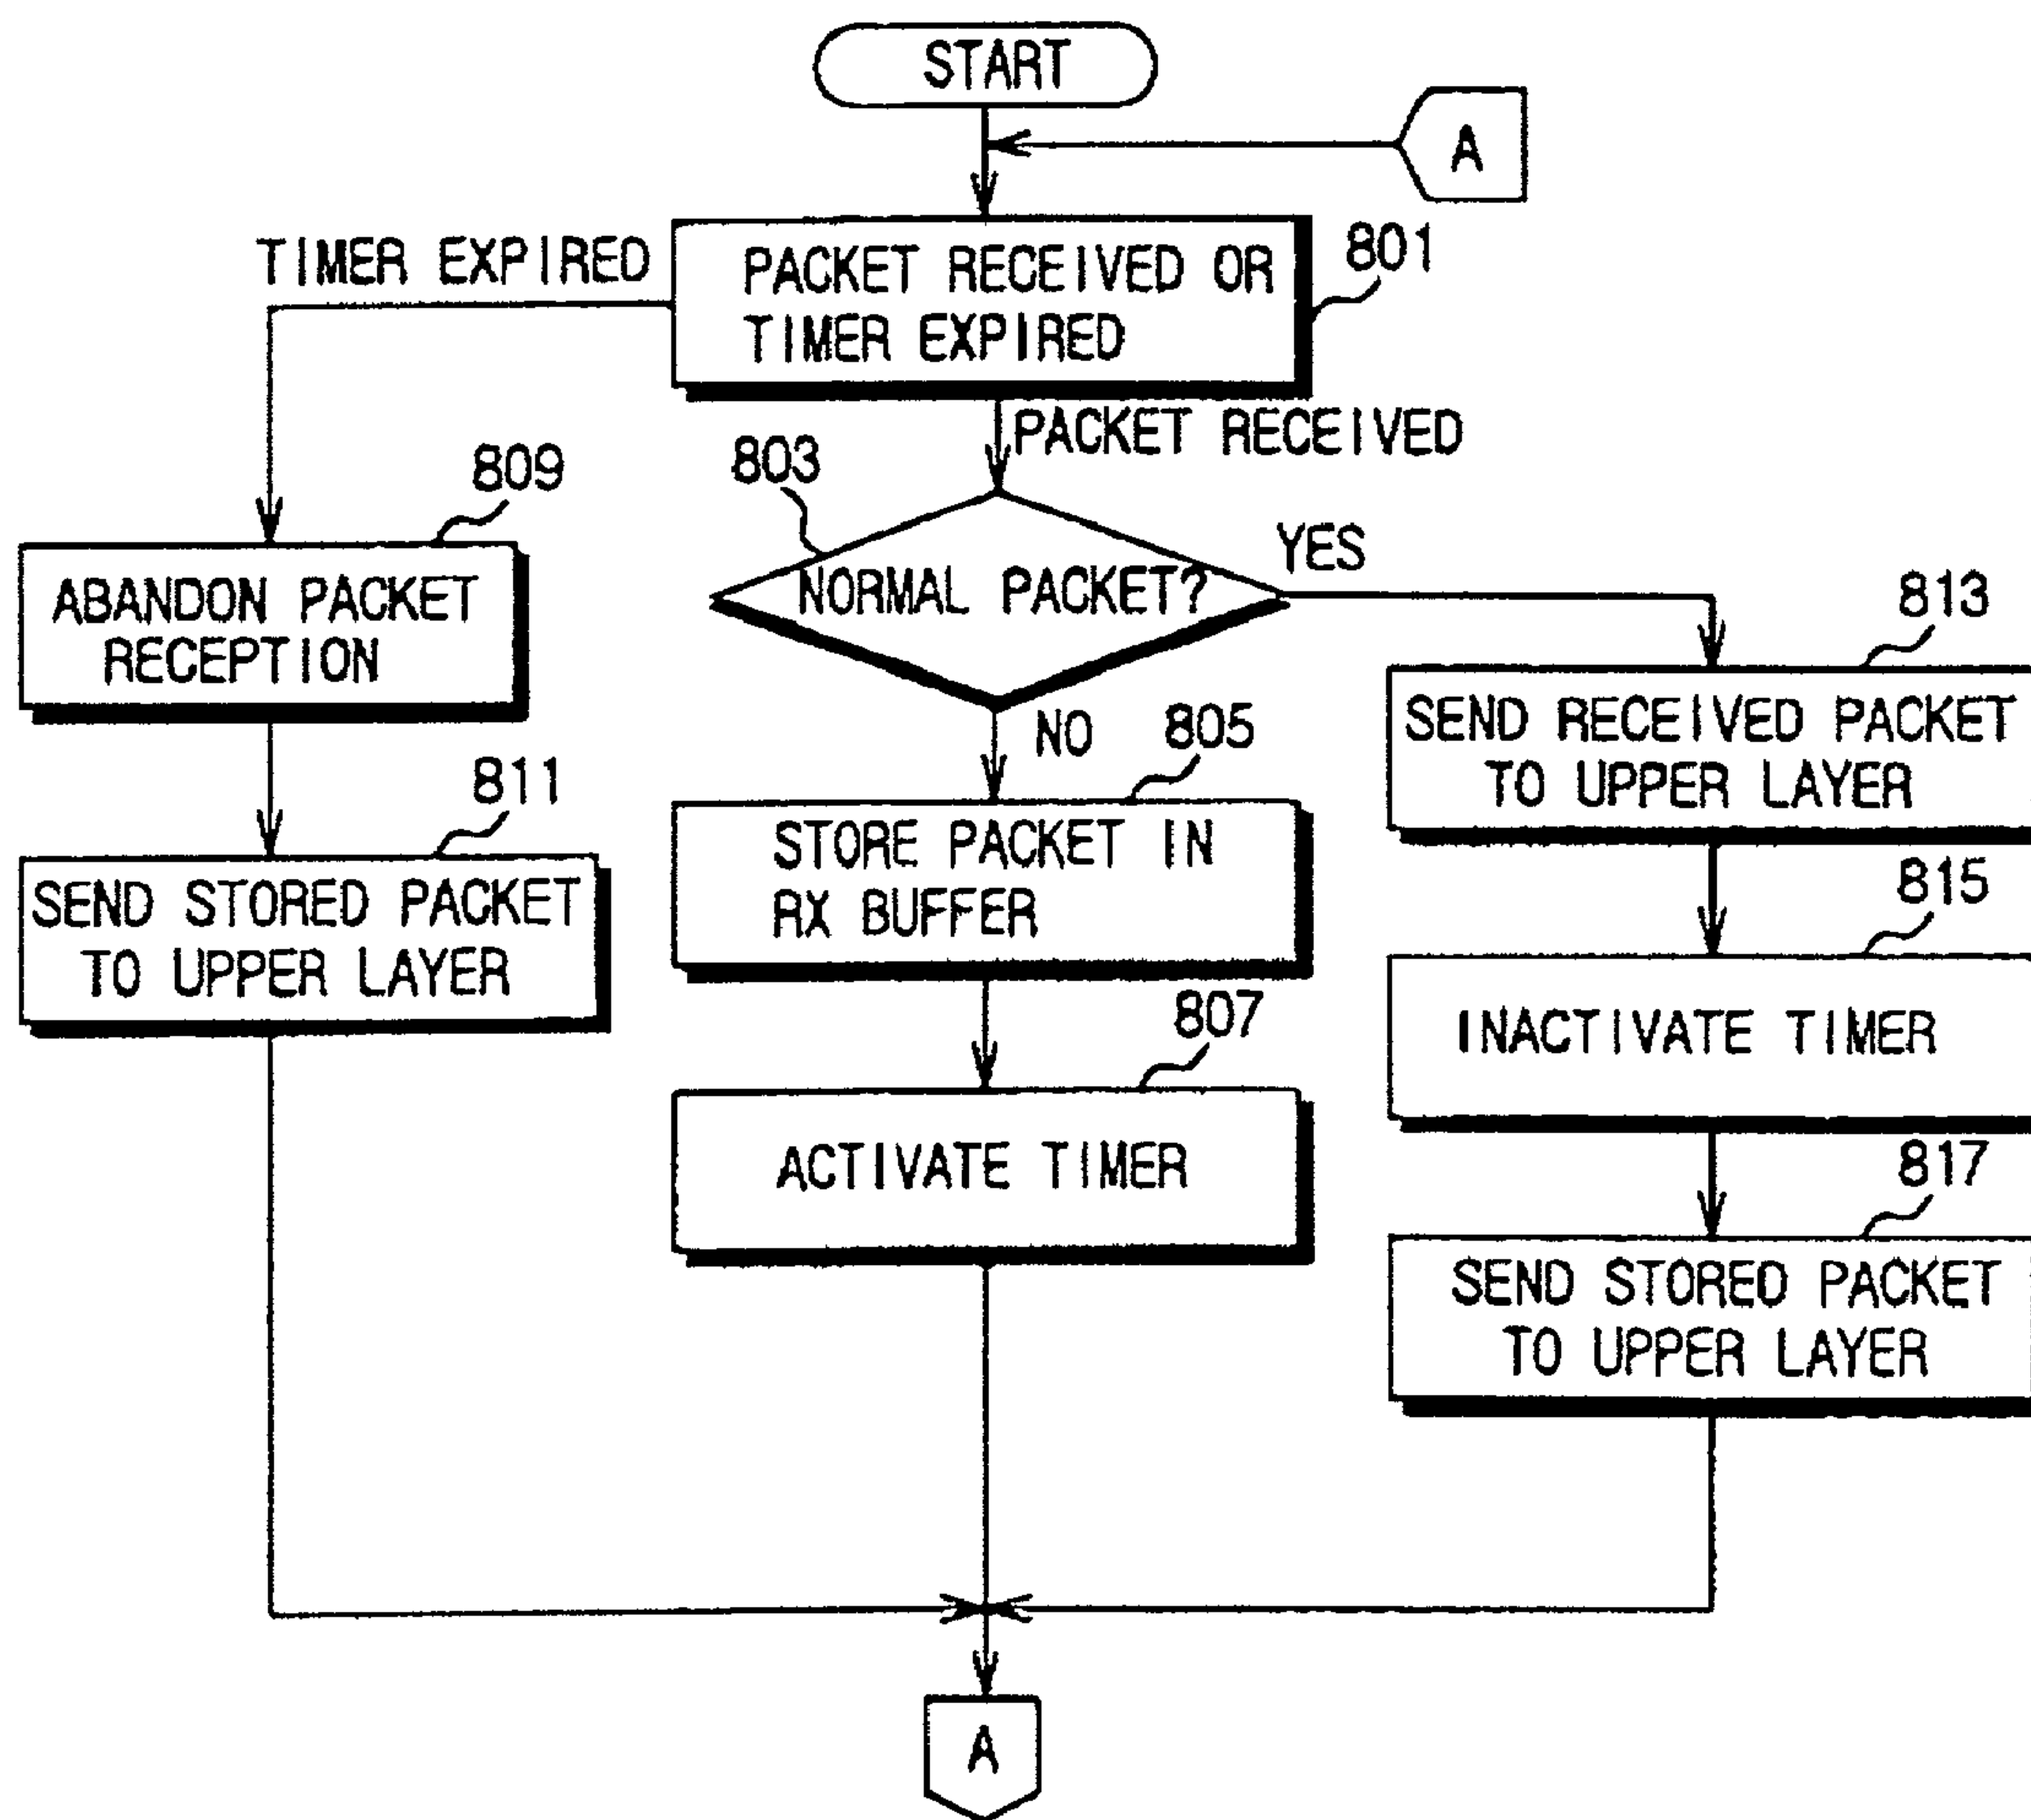 START
A
TIMER EXPIRED
PACKET RECEIVED OR
TIMER EXPIRED
801
PACKET RECEIVED
803
NORMAL PACKET?
YES
NO
809
ABANDON PACKET
RECEPTION
811
SEND STORED PACKET
TO UPPER LAYER
805
STORE PACKET IN
RX BUFFER
807
ACTIVATE TIMER
813
SEND RECEIVED PACKET
TO UPPER LAYER
815
INACTIVATE TIMER
817
SEND STORED PACKET
TO UPPER LAYER
A